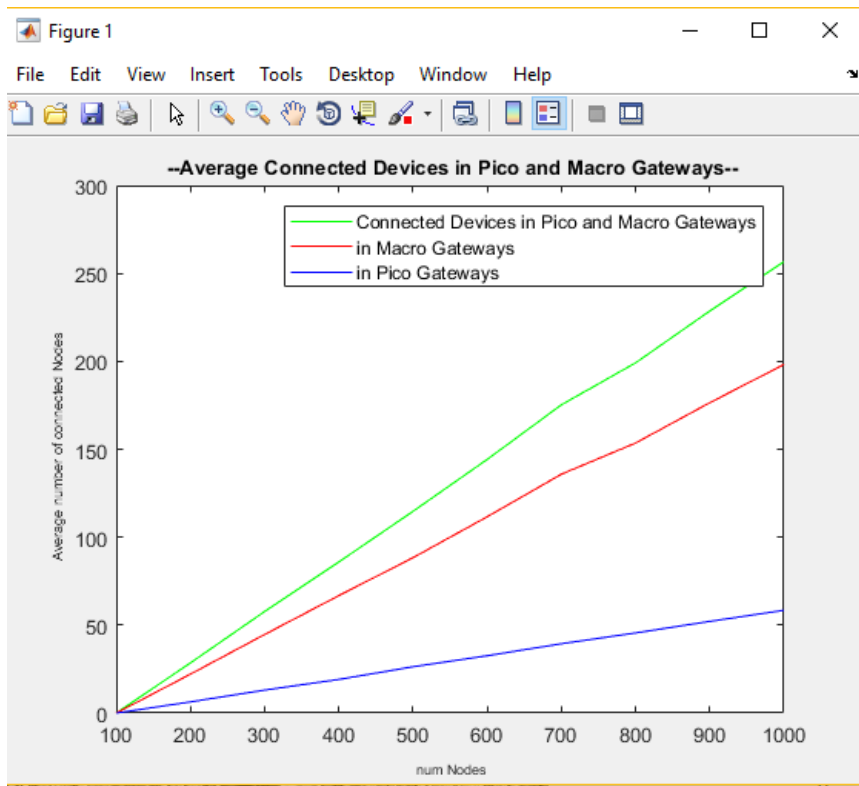 Figure 1
File Edit View Insert Tools Desktop Window Help
--Average Connected Devices in Pico and Macro Gateways--
Connected Devices in Pico and Macro Gateways
in Macro Gateways
in Pico Gateways
Average number of connected Nodes
300
250
200
150
100
50
0
100 200 300 400 500 600 700 800 900 1000
num Nodes